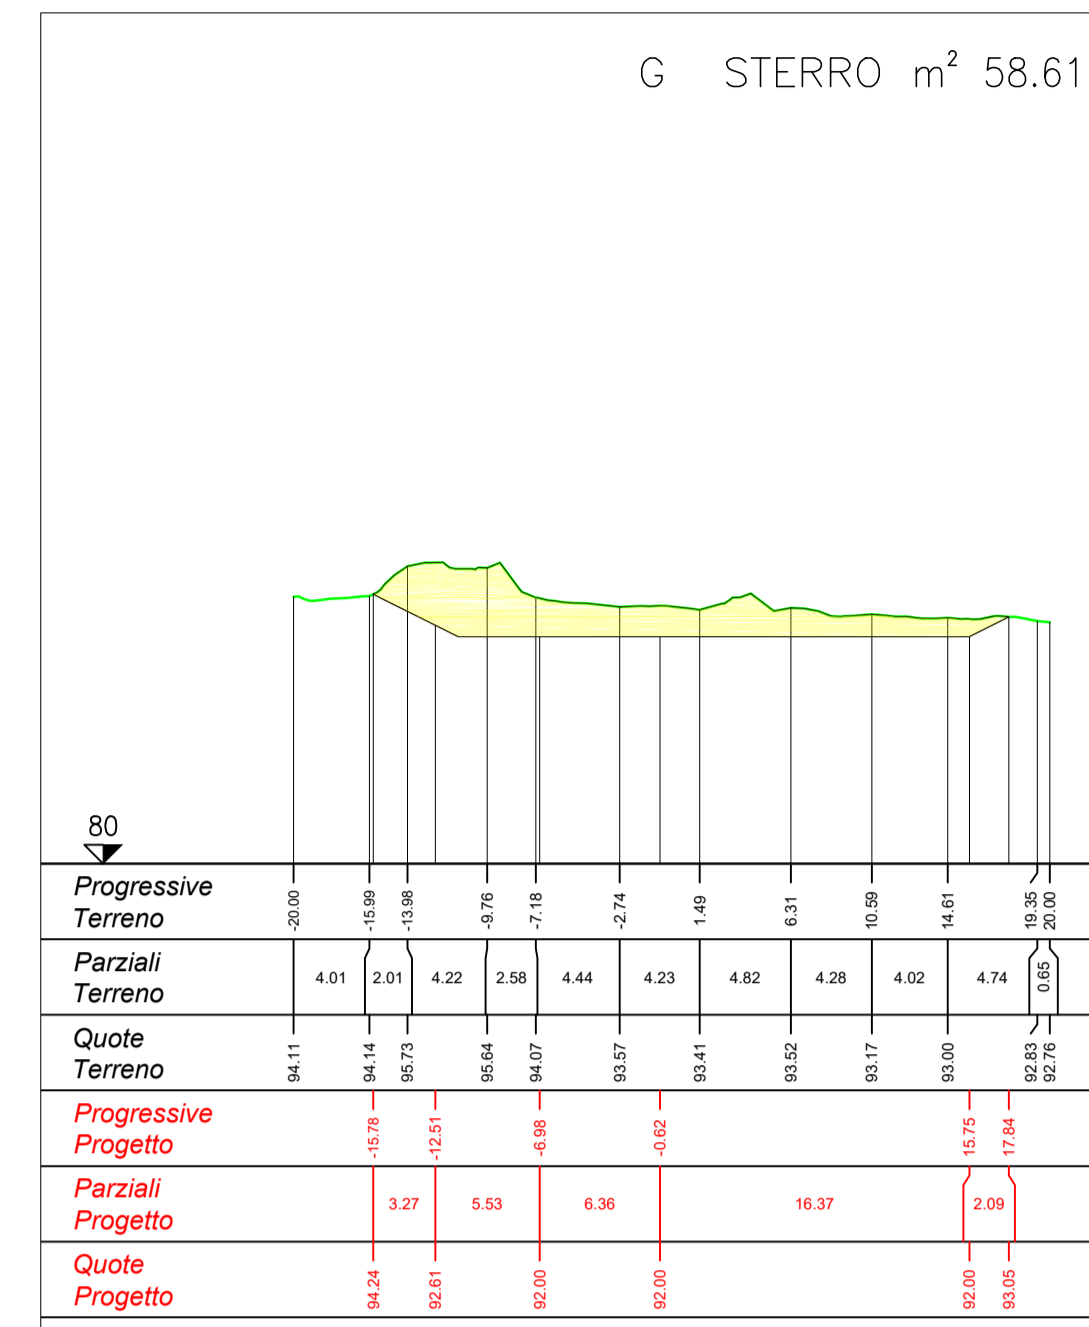 G STERRO m² 58.61
80
Progressive
Terreno
-20.00 -15.99 -13.98 -9.76 -7.18 -2.74 1.49 6.31 10.59 14.61 19.35 20.00
Parziali
Terreno
4.01 2.01 4.22 2.58 4.44 4.23 4.82 4.28 4.02 4.74 0.65
Quote
Terreno
94.11 94.14 95.73 95.64 94.07 93.57 93.41 93.52 93.17 93.00 92.83 92.76
Progressive
Progetto
-15.78 -12.51 -6.98 -0.62 15.75 17.84
Parziali
Progetto
3.27 5.53 6.36 16.37 2.09
Quote
Progetto
94.24 92.61 92.00 92.00 92.00 93.05